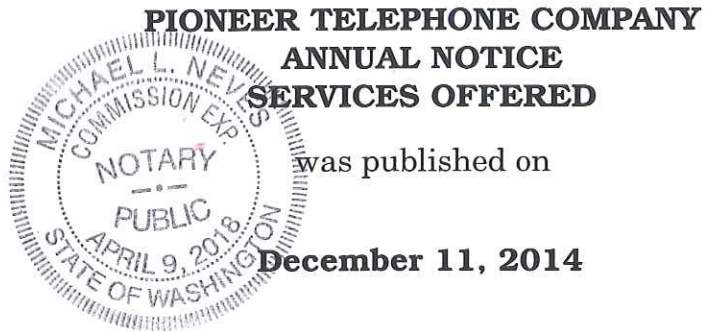 PIONEER TELEPHONE COMPANY
ANNUAL NOTICE
SERVICES OFFERED
was published on
December 11, 2014
MICHAEL L. NEVES
COMMISSION EXP.
NOTARY
PUBLIC
APRIL 9, 2018
STATE OF WASHINGTON